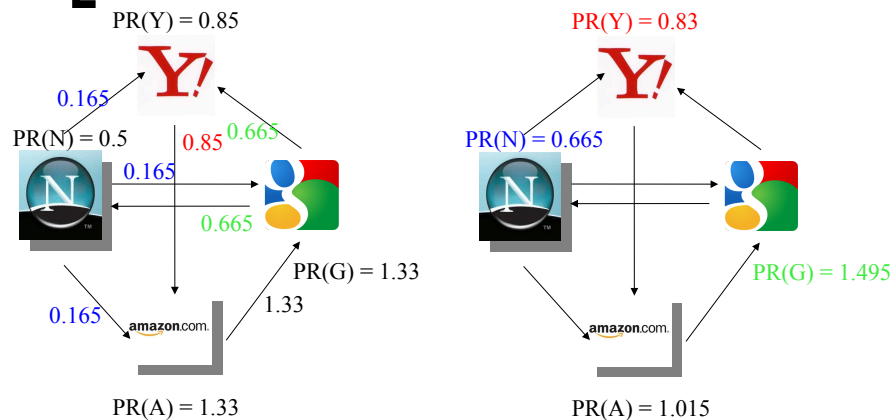 PR(Y) = 0.85
Y!
0.165
0.665
PR(N) = 0.5
0.85
0.165
N
TM
0.665
PR(G) = 1.33
0.165
1.33
amazon.com.
PR(A) = 1.33
PR(Y) = 0.83
Y!
PR(N) = 0.665
N
TM
PR(G) = 1.495
amazon.com.
PR(A) = 1.015